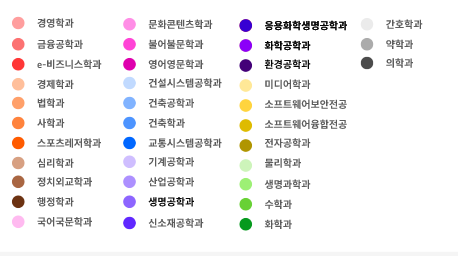 경영학과
금융공학과
e-비즈니스학과
경제학과
법학과
사학과
스포츠레저학과
심리학과
정치외교학과
행정학과
국어국문학과
문화콘텐츠학과
불어불문학과
영어영문학과
건설시스템공학과
건축공학과
건축학과
교통시스템공학과
기계공학과
산업공학과
생명공학과
신소재공학과
응용화학생명공학과
화학공학과
환경공학과
미디어학과
소프트웨어보안전공
소프트웨어융합전공
전자공학과
물리학과
생명과학과
수학과
화학과
간호학과
약학과
의학과